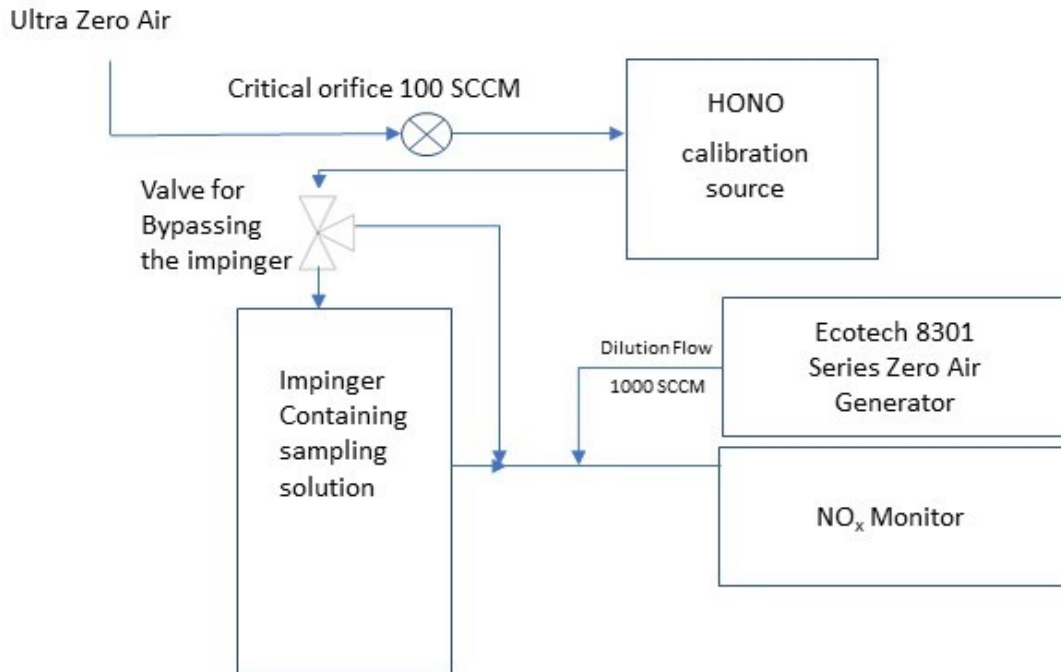 Ultra Zero Air
Critical orifice 100 SCCM
HONO
calibration
source
Valve for
Bypassing
the impinger
Impinger
Containing
sampling
solution
Dilution Flow
1000 SCCM
Ecotech 8301
Series Zero Air
Generator
NOₓ Monitor